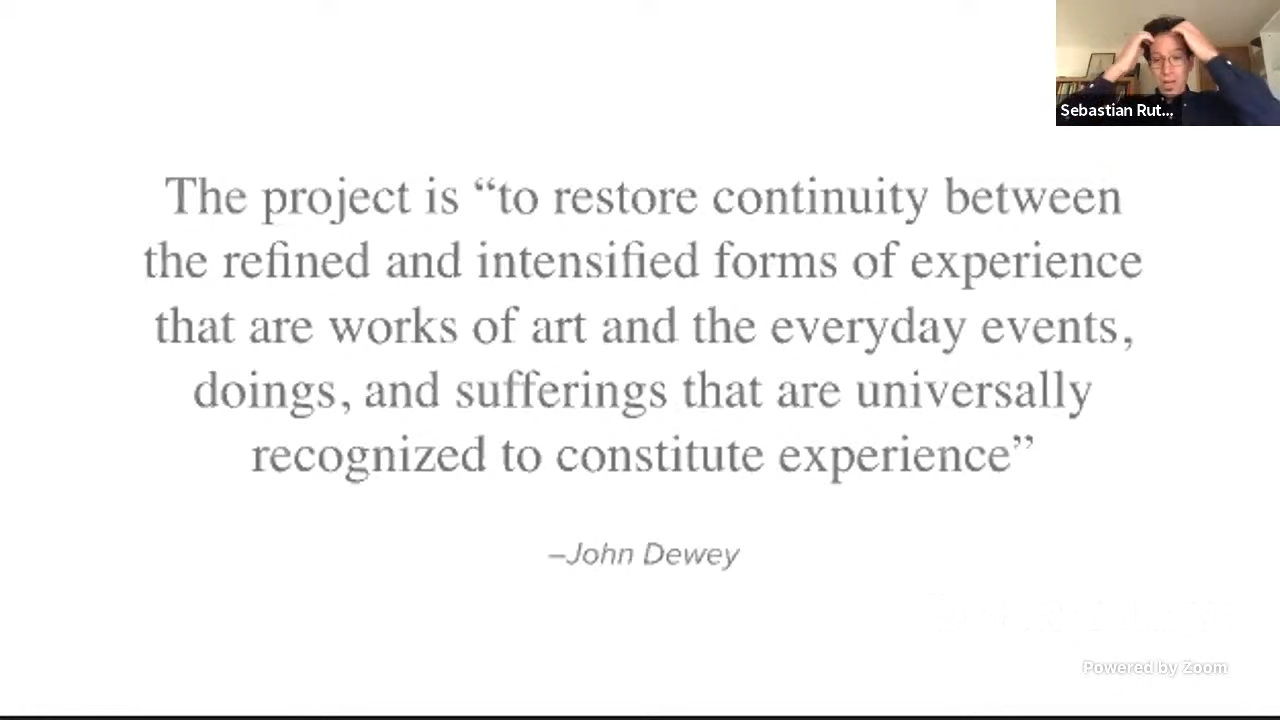 Sebastian Rut...
The project is “to restore continuity between
the refined and intensified forms of experience
that are works of art and the everyday events,
doings, and sufferings that are universally
recognized to constitute experience”
–John Dewey
Powered by Zoom